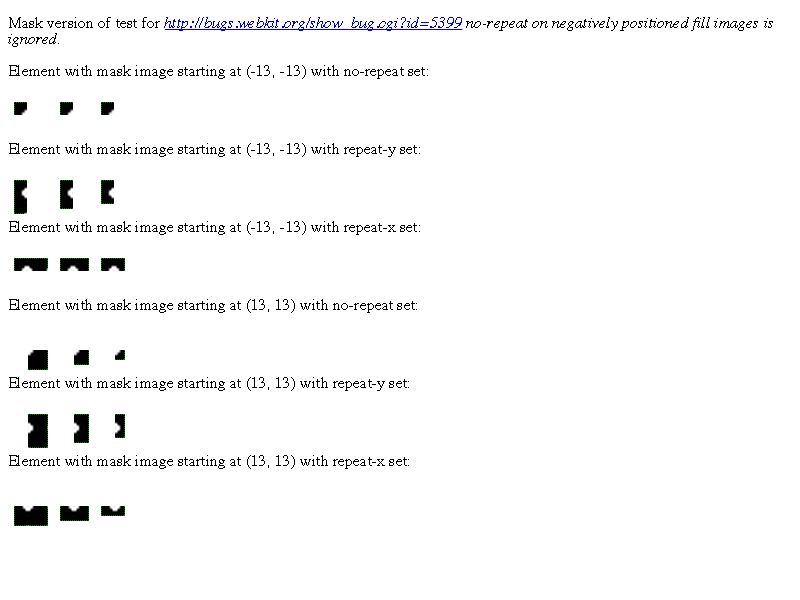 Mask version of test for http://bugs.webkit.org/show_bug.cgi?id=5399 no-repeat on negatively positioned fill images is
ignored.
Element with mask image starting at (-13, -13) with no-repeat set:
Element with mask image starting at (-13, -13) with repeat-y set:
Element with mask image starting at (-13, -13) with repeat-x set:
Element with mask image starting at (13, 13) with no-repeat set:
Element with mask image starting at (13, 13) with repeat-y set:
Element with mask image starting at (13, 13) with repeat-x set: